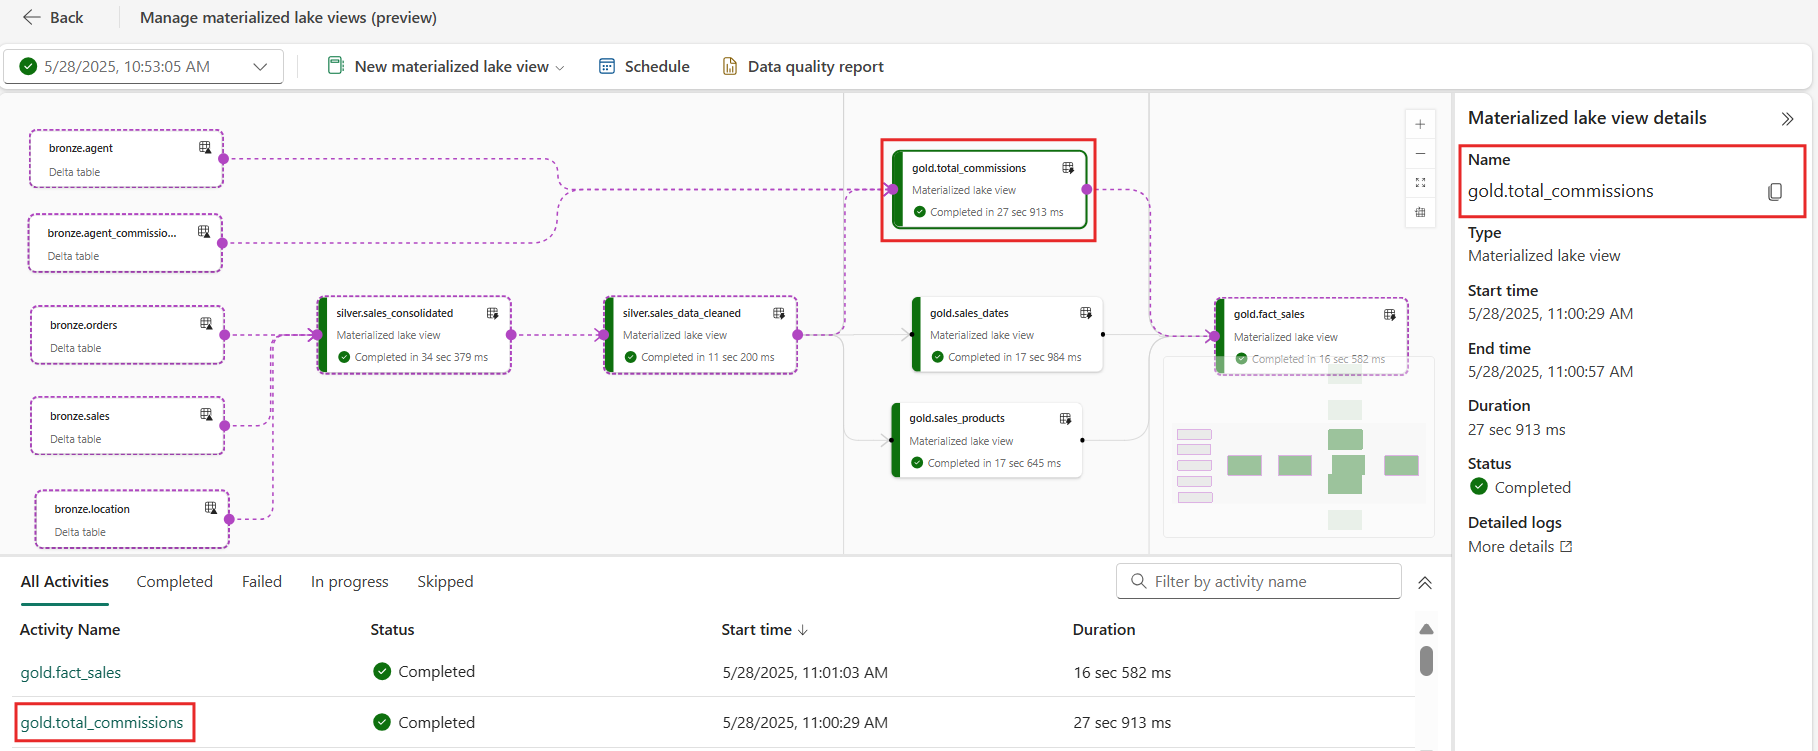 Back
Manage materialized lake views (preview)
5/28/2025, 10:53:05 AM
New materialized lake view
Schedule
Data quality report
bronze.agent
Delta table
bronze.agent_commissio...
Delta table
bronze.orders
Delta table
bronze.sales
Delta table
bronze.location
Delta table
silver.sales_consolidated
Materialized lake view
Completed in 34 sec 379 ms
silver.sales_data_cleaned
Materialized lake view
Completed in 11 sec 200 ms
gold.total_commissions
Materialized lake view
Completed in 27 sec 913 ms
gold.sales_dates
Materialized lake view
Completed in 17 sec 984 ms
gold.sales_products
Materialized lake view
Completed in 17 sec 645 ms
gold.fact_sales
Materialized lake view
Completed in 16 sec 582 ms
Materialized lake view details
Name
gold.total_commissions
Type
Materialized lake view
Start time
5/28/2025, 11:00:29 AM
End time
5/28/2025, 11:00:57 AM
Duration
27 sec 913 ms
Status
Completed
Detailed logs
More details
All Activities
Completed
Failed
In progress
Skipped
Filter by activity name
Activity Name
Status
Start time
Duration
gold.fact_sales
Completed
5/28/2025, 11:01:03 AM
16 sec 582 ms
gold.total_commissions
Completed
5/28/2025, 11:00:29 AM
27 sec 913 ms